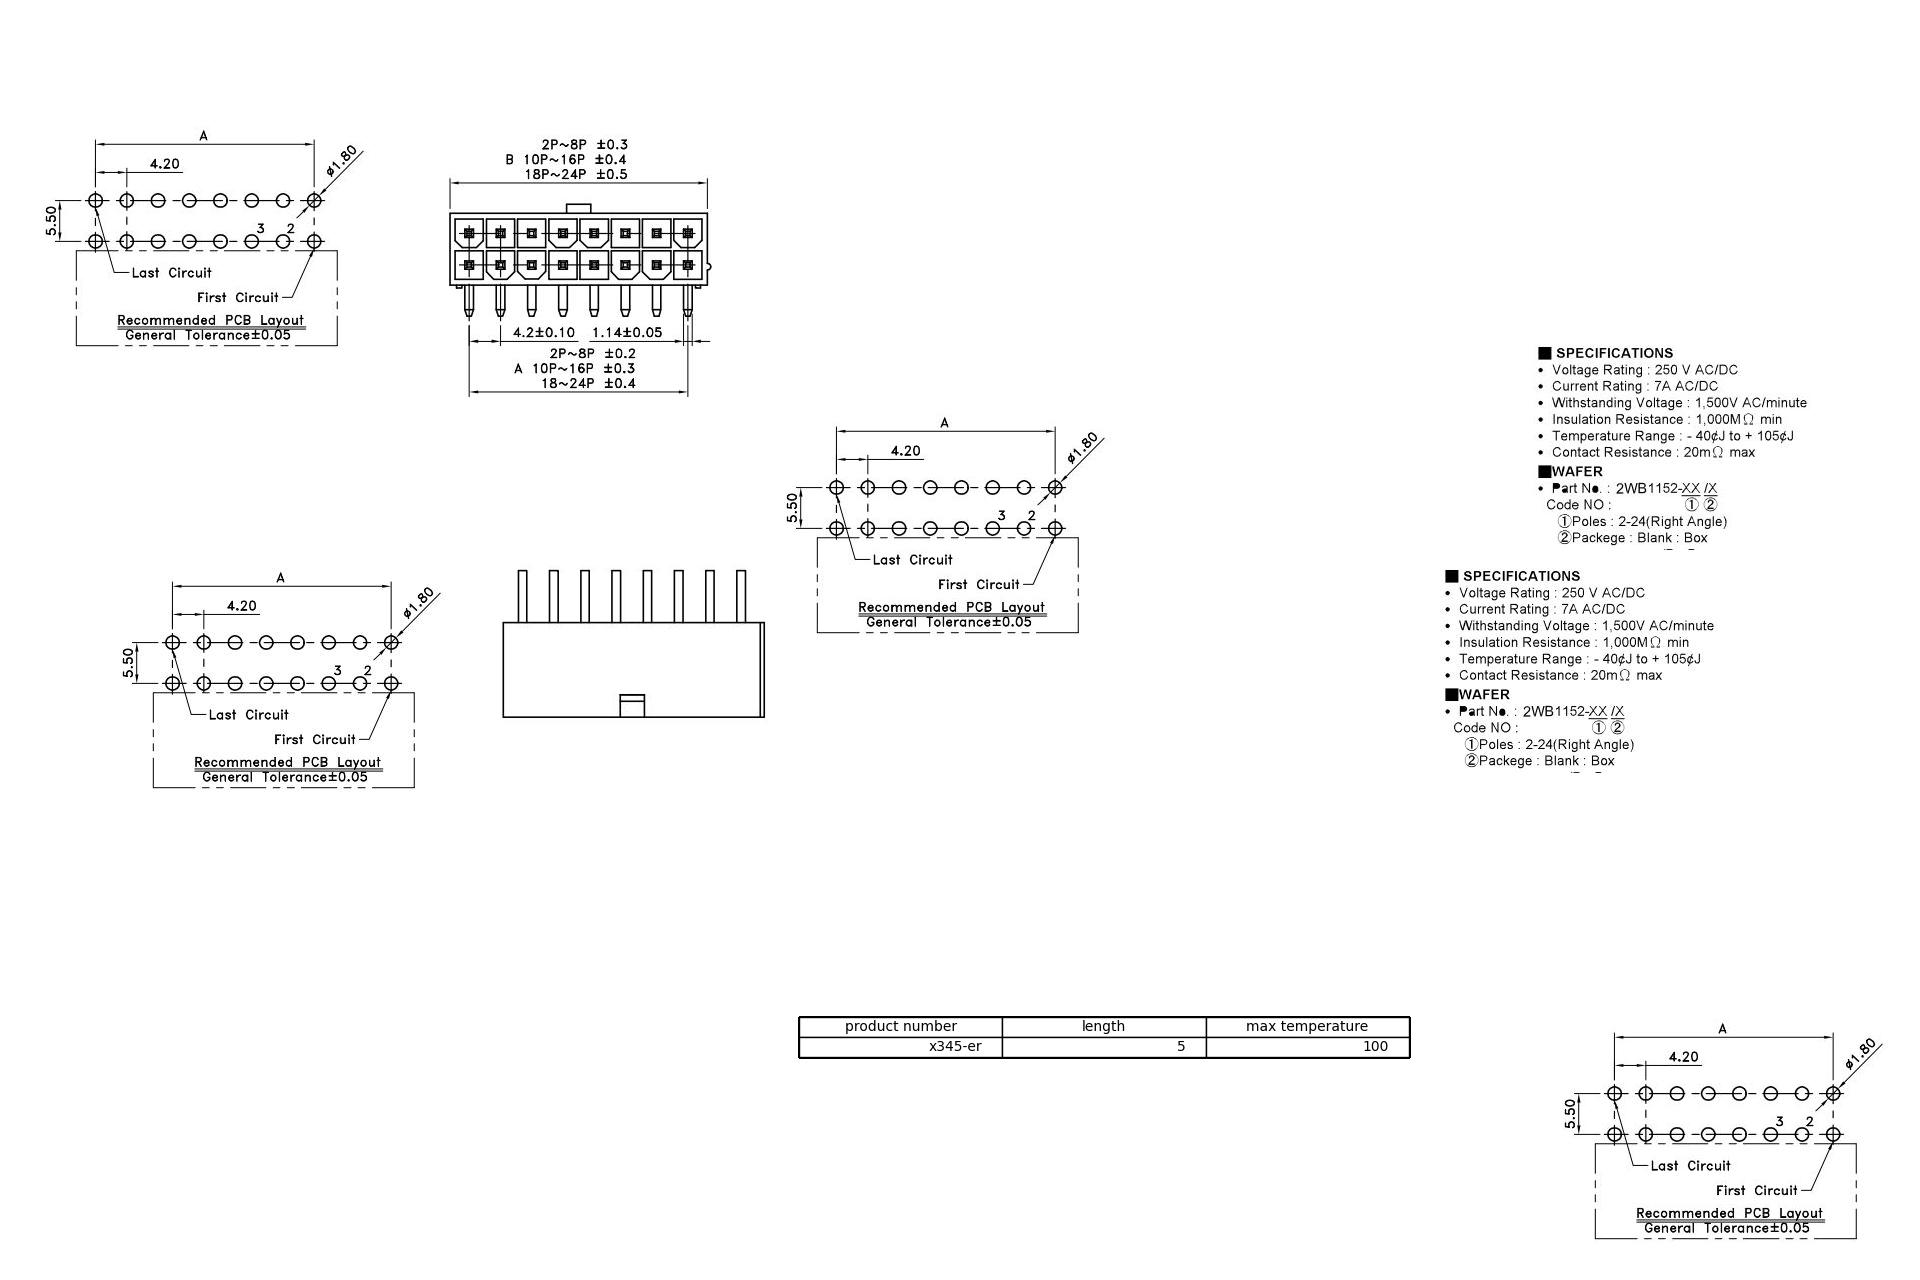 A
4.20
ø1.80
5.50
3 2
Last Circuit
First Circuit
Recommended PCB Layout
General Tolerance±0.05
2P~8P ±0.3
B 10P~16P ±0.4
18P~24P ±0.5
4.2±0.10 1.14±0.05
2P~8P ±0.2
A 10P~16P ±0.3
18~24P ±0.4
A
4.20
ø1.80
5.50
3 2
Last Circuit
First Circuit
Recommended PCB Layout
General Tolerance±0.05
■ SPECIFICATIONS
• Voltage Rating : 250 V AC/DC
• Current Rating : 7A AC/DC
• Withstanding Voltage : 1,500V AC/minute
• Insulation Resistance : 1,000MΩ min
• Temperature Range : - 40¢J to + 105¢J
• Contact Resistance : 20mΩ max
■WAFER
• Part No. : 2WB1152-XX /X
Code NO : ① ②
①Poles : 2-24(Right Angle)
②Packege : Blank : Box
A
4.20
ø1.80
5.50
3 2
Last Circuit
First Circuit
Recommended PCB Layout
General Tolerance±0.05
■ SPECIFICATIONS
• Voltage Rating : 250 V AC/DC
• Current Rating : 7A AC/DC
• Withstanding Voltage : 1,500V AC/minute
• Insulation Resistance : 1,000MΩ min
• Temperature Range : - 40¢J to + 105¢J
• Contact Resistance : 20mΩ max
■WAFER
• Part No. : 2WB1152-XX /X
Code NO : ① ②
①Poles : 2-24(Right Angle)
②Packege : Blank : Box
product number length max temperature
x345-er 5 100
A
4.20
ø1.80
5.50
3 2
Last Circuit
First Circuit
Recommended PCB Layout
General Tolerance±0.05